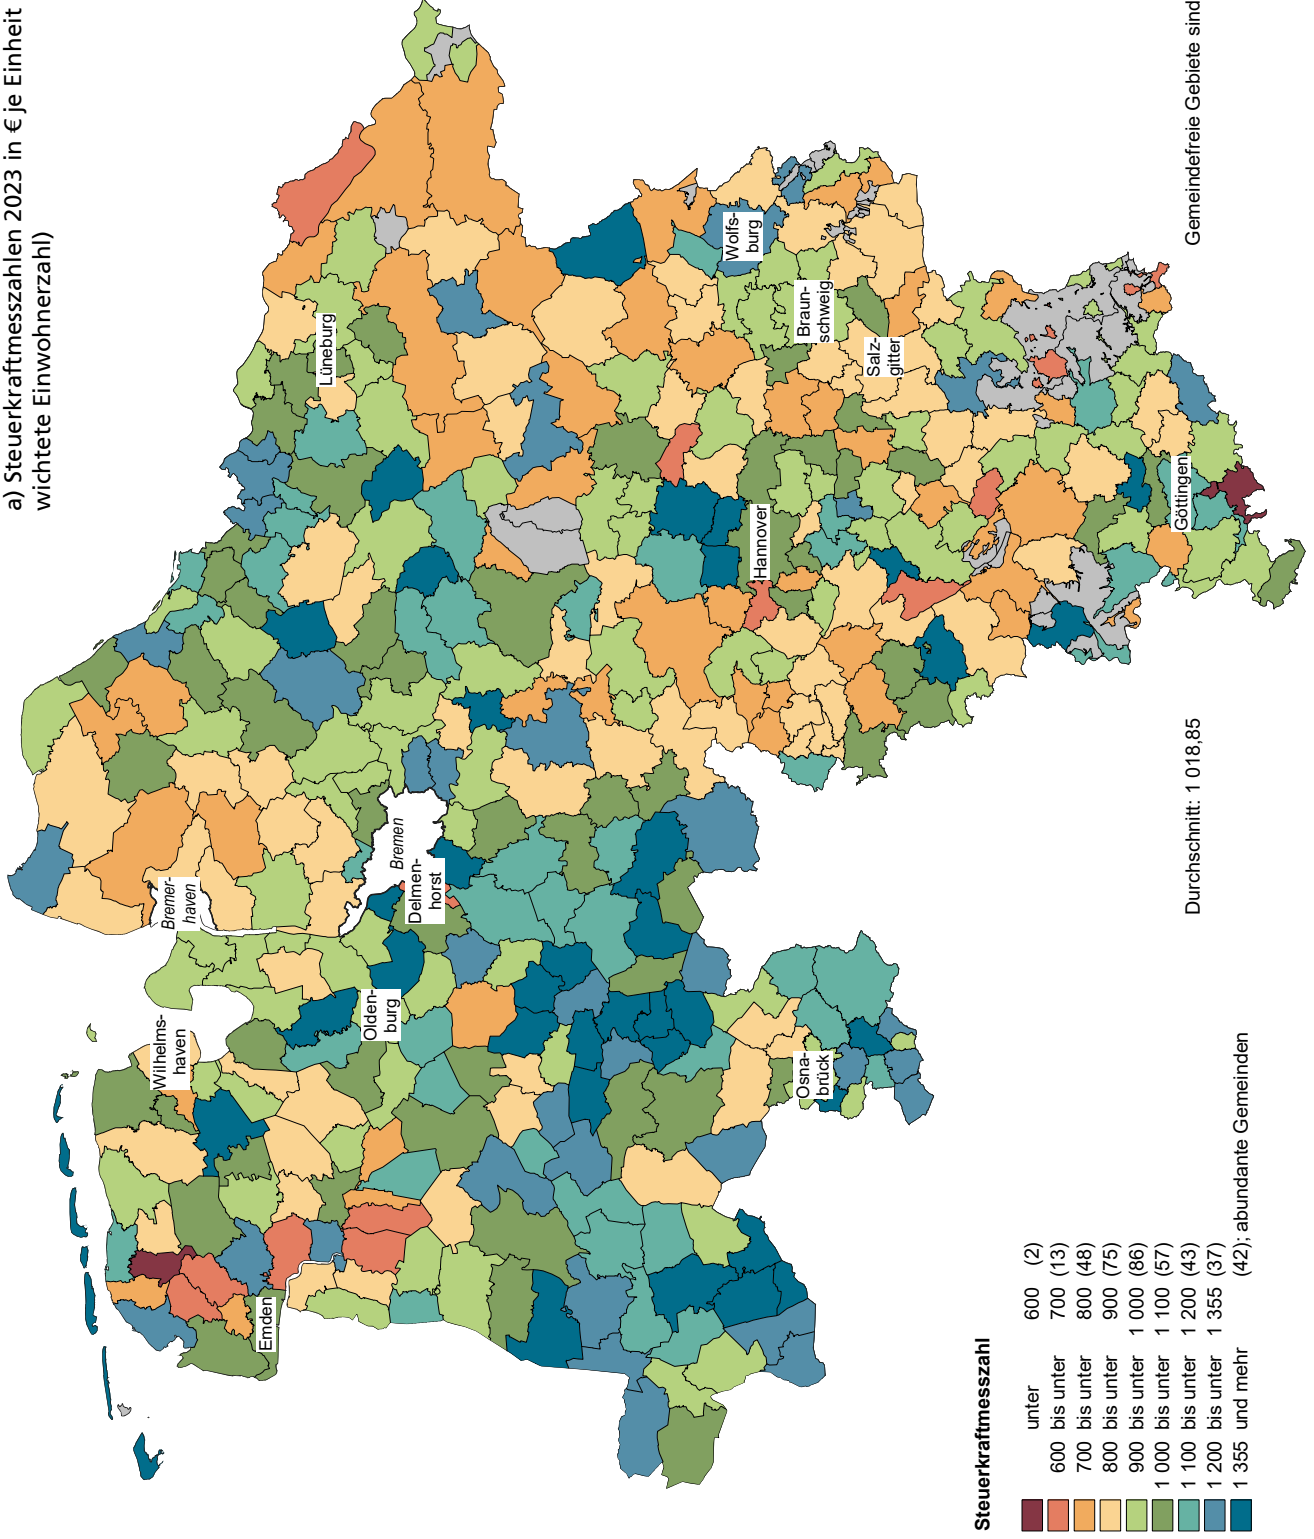 a) Steuerkraftmesszahlen 2023 in € je Einheit
wichtete Einwohnerzahl)
Bremer-
haven
Wilhelms-
haven
Emden
Olden-
burg
Delmen-
horst
Bremen
Lüneburg
Wolfs-
burg
Braun-
schweig
Salz-
gitter
Hannover
Osna-
brück
Göttingen
Steuerkraftmesszahl
unter 600 (2)
600 bis unter 700 (13)
700 bis unter 800 (48)
800 bis unter 900 (75)
900 bis unter 1 000 (86)
1 000 bis unter 1 100 (57)
1 100 bis unter 1 200 (43)
1 200 bis unter 1 355 (37)
1 355 und mehr (42); abundante Gemeinden
Durchschnitt: 1 018,85
Gemeindefreie Gebiete sind